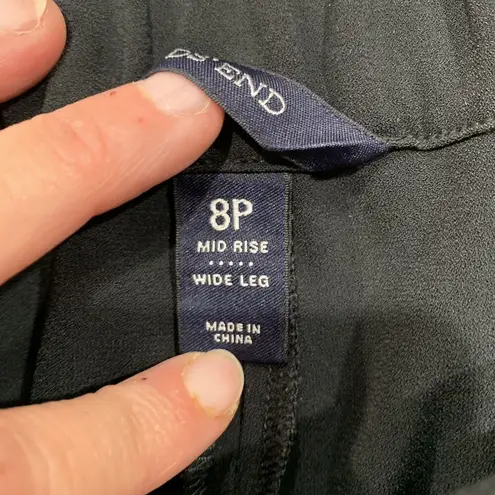 DS' END
8P
MID RISE
WIDE LEG
MADE IN
CHINA